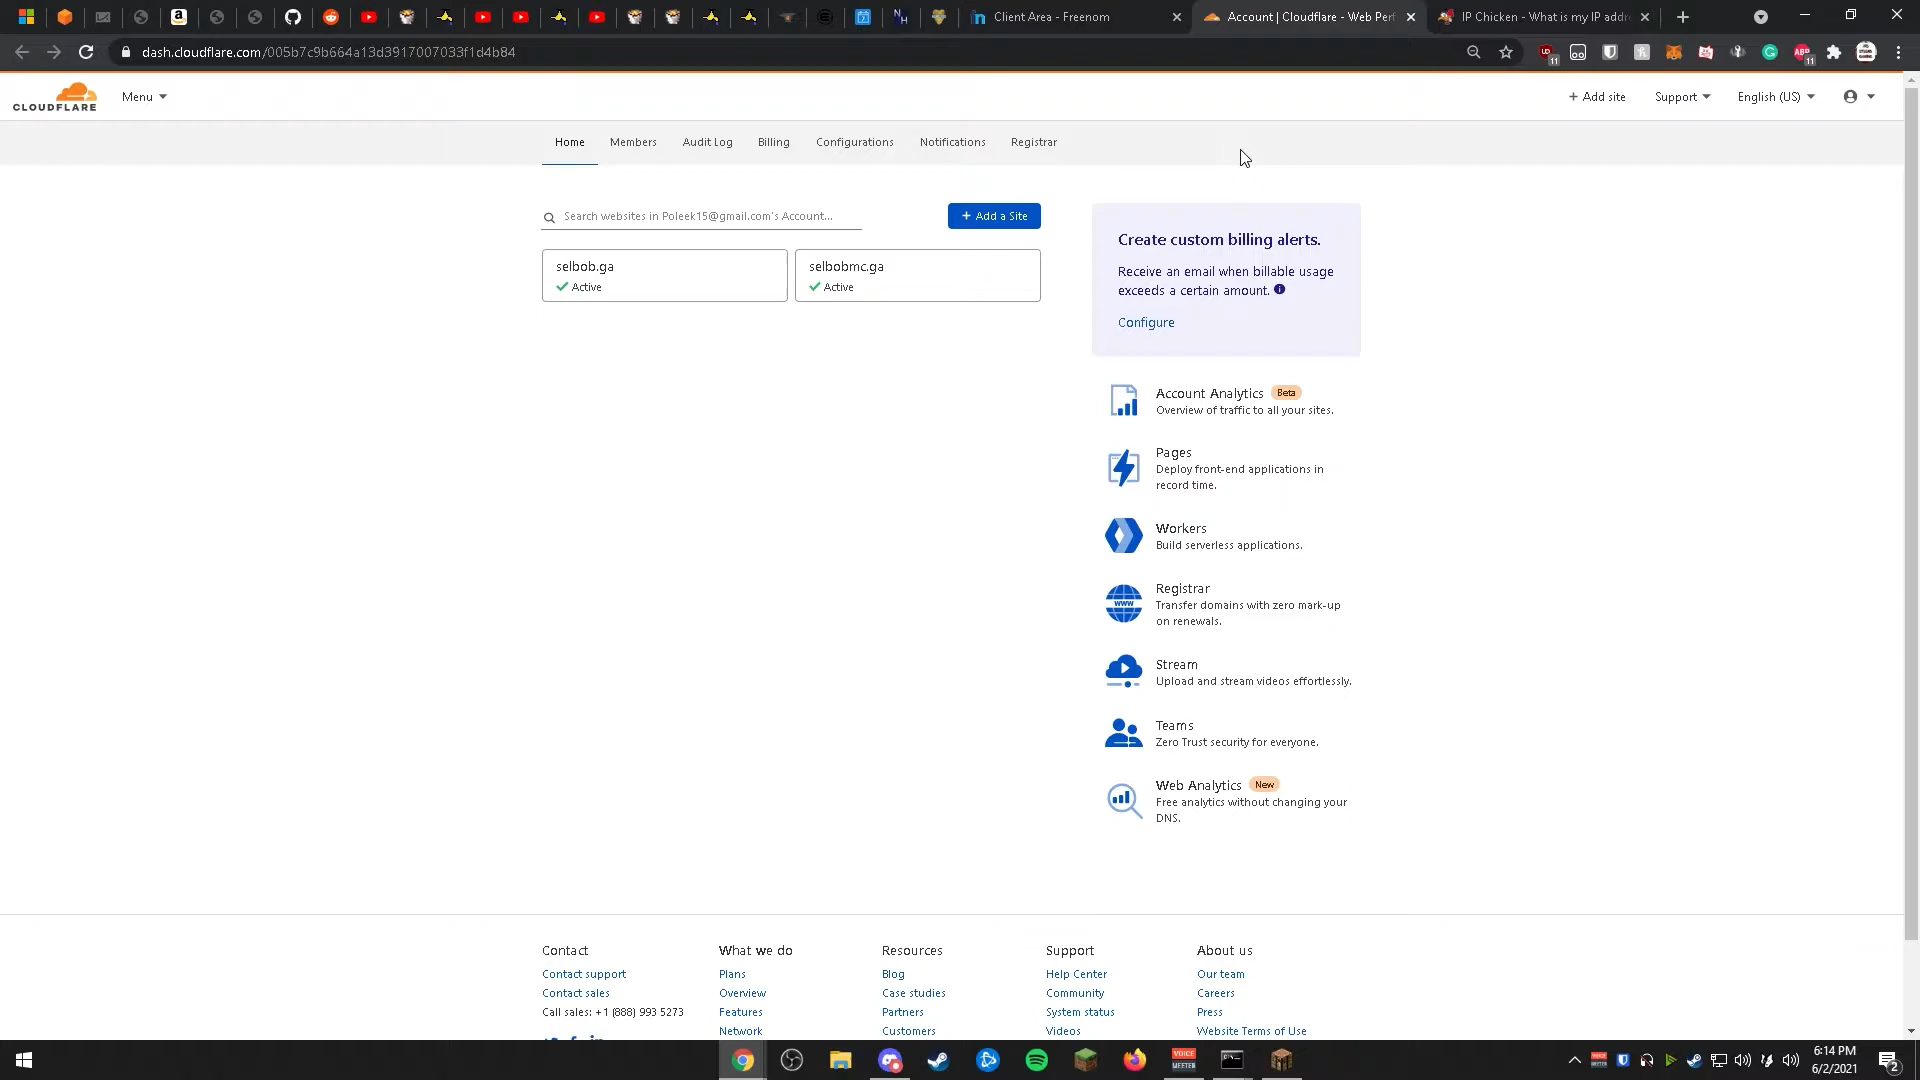 Client Area - Freenom
Account | Cloudflare - Web Perf
IP Chicken - What is my IP addr
dash.cloudflare.com/005b7c9b664a13d3917007033f1d4b84
11
11
CLOUDFLARE
Menu
+ Add site
Support
English (US)
Home
Members
Audit Log
Billing
Configurations
Notifications
Registrar
Search websites in Poleek15@gmail.com's Account...
+ Add a Site
selbob.ga
Active
selbobmc.ga
Active
Create custom billing alerts.
Receive an email when billable usage
exceeds a certain amount.
Configure
Account Analytics Beta
Overview of traffic to all your sites.
Pages
Deploy front-end applications in
record time.
Workers
Build serverless applications.
WWW
Registrar
Transfer domains with zero mark-up
on renewals.
Stream
Upload and stream videos effortlessly.
Teams
Zero Trust security for everyone.
Web Analytics New
Free analytics without changing your
DNS.
Contact
Contact support
Contact sales
Call sales: +1 (888) 993 5273
What we do
Plans
Overview
Features
Network
Resources
Blog
Case studies
Partners
Customers
Support
Help Center
Community
System status
Videos
About us
Our team
Careers
Press
Website Terms of Use
VOICE
MEETER
6:14 PM
6/2/2021
2